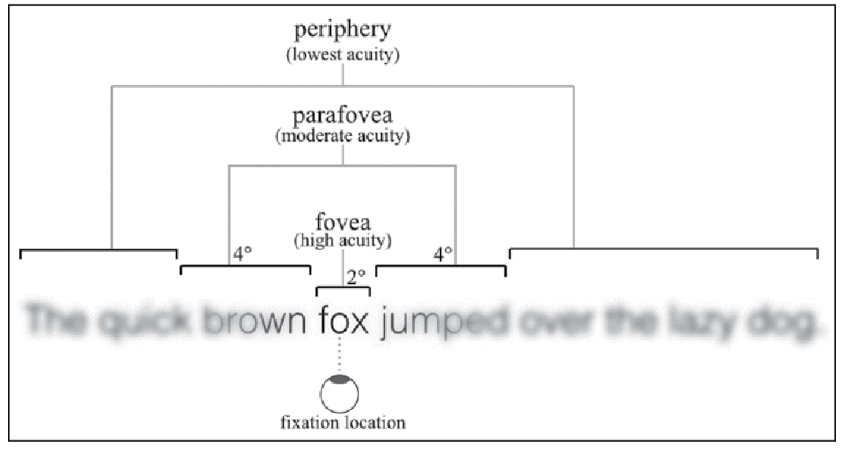 periphery
(lowest acuity)
parafovea
(moderate acuity)
fovea
(high acuity)
4° 4°
2°
The quick brown fox jumped over the lazy dog.
fixation location